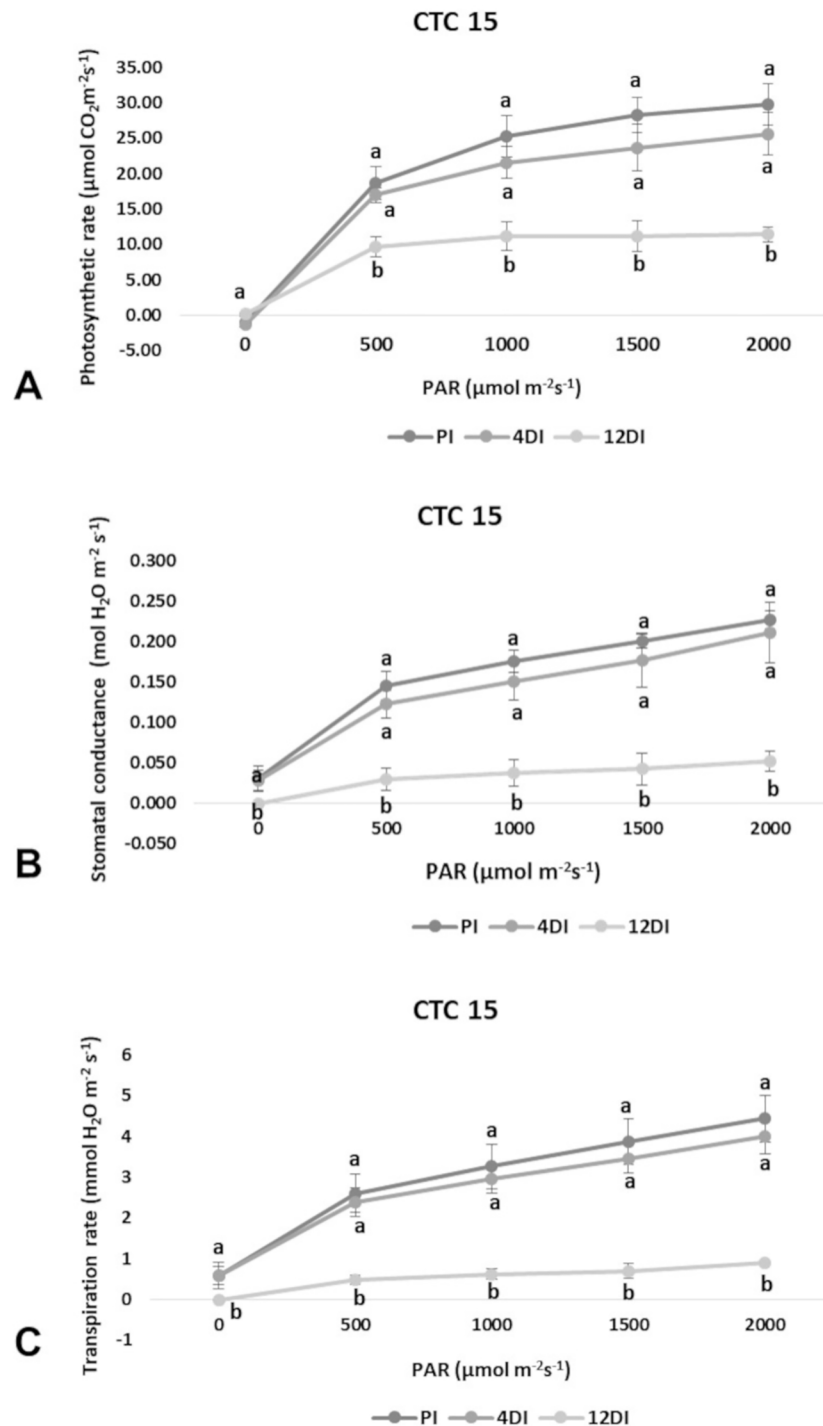 CTC 15
Photosynthetic rate (µmol CO₂m⁻²s⁻¹)
35.00
30.00
25.00
20.00
15.00
10.00
5.00
0.00
-5.00
a
a
a
a
a
a
a
a
a
b
b
b
b
0
500
1000
1500
2000
PAR (µmol m⁻²s⁻¹)
A
PI
4DI
12DI
CTC 15
Stomatal conductance (mol H₂O m⁻² s⁻¹)
0.300
0.250
0.200
0.150
0.100
0.050
0.000
-0.050
a
a
a
a
a
a
a
a
a
b
b
b
b
b
0
500
1000
1500
2000
PAR (µmol m⁻²s⁻¹)
B
PI
4DI
12DI
CTC 15
Transpiration rate (mmol H₂O m⁻² s⁻¹)
6
5
4
3
2
1
0
-1
a
a
a
a
a
a
a
a
a
b
b
b
b
b
0
500
1000
1500
2000
PAR (µmol m⁻²s⁻¹)
C
PI
4DI
12DI